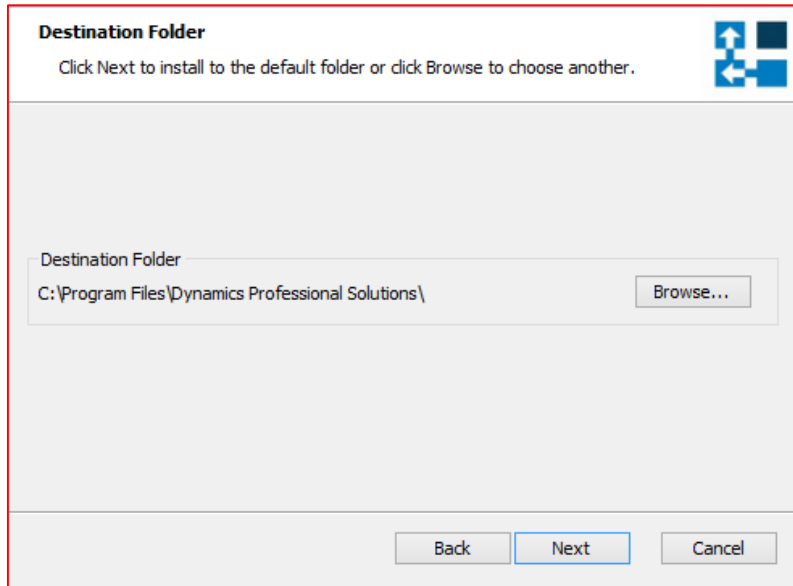 Destination Folder
Click Next to install to the default folder or click Browse to choose another.
Destination Folder
C:\Program Files\Dynamics Professional Solutions\
Browse...
Back
Next
Cancel